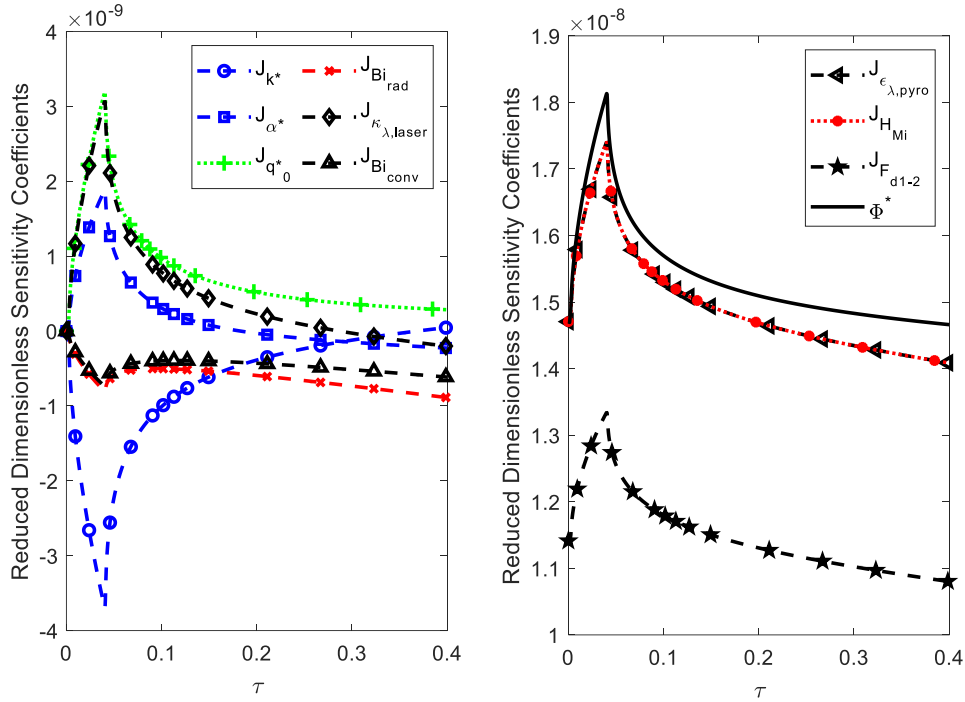 ×10⁻⁹
4
3
2
1
0
-1
-2
-3
-4
Reduced Dimensionless Sensitivity Coefficients
0 0.1 0.2 0.3 0.4
τ
J_k*
J_α*
J_q*₀
J_Bi_rad
J_κ_λ,laser
J_Bi_conv
×10⁻⁸
1.9
1.8
1.7
1.6
1.5
1.4
1.3
1.2
1.1
1
Reduced Dimensionless Sensitivity Coefficients
0 0.1 0.2 0.3 0.4
τ
J_ϵ_λ,pyro
J_H_Mi
J_F_d1-2
Φ*